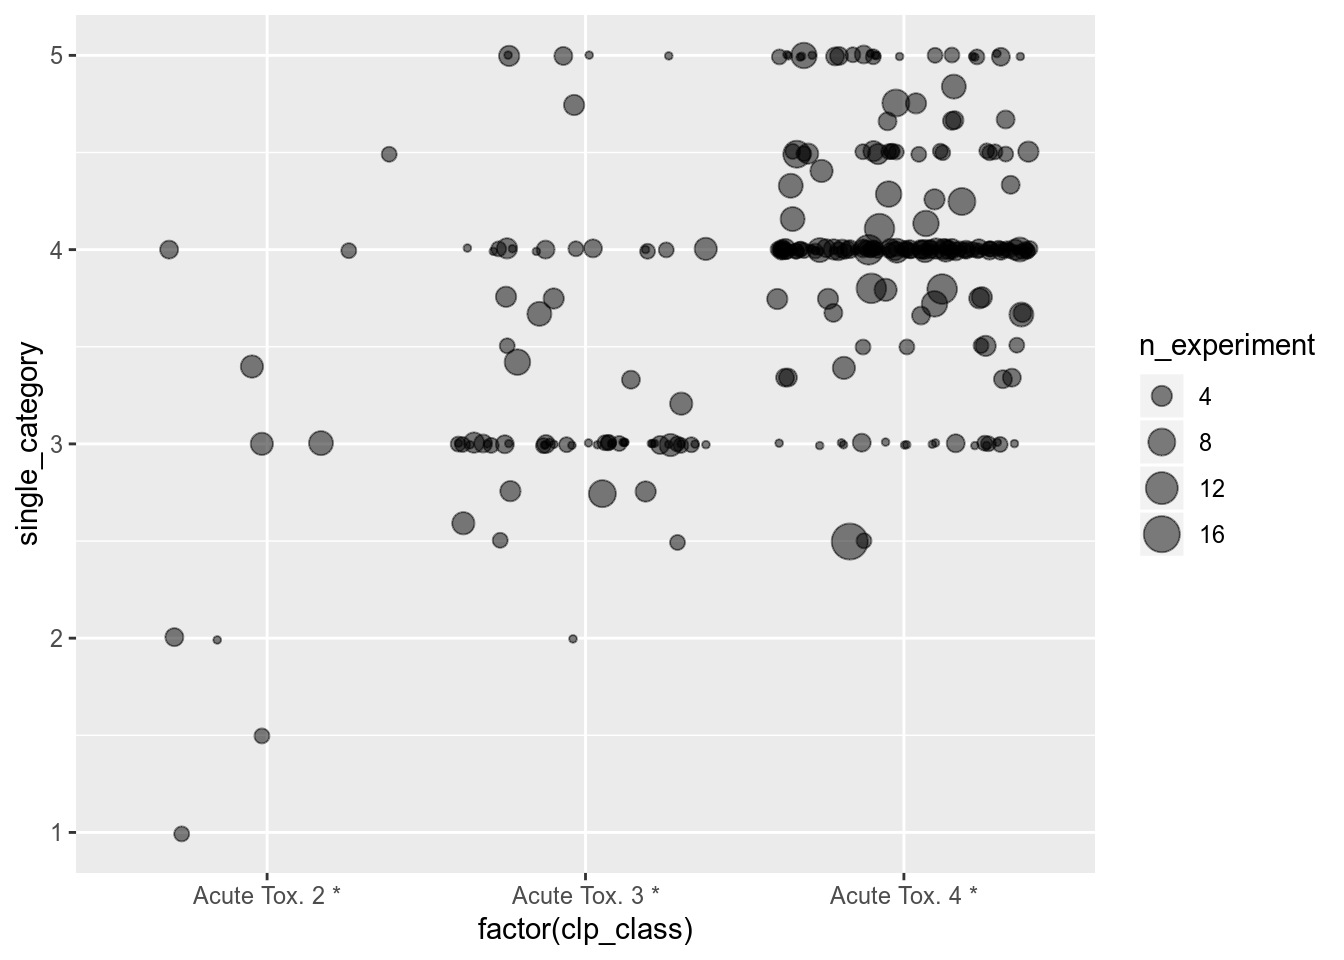 5
4
3
2
1
single_category
Acute Tox. 2 *
Acute Tox. 3 *
Acute Tox. 4 *
factor(clp_class)
n_experiment
4
8
12
16